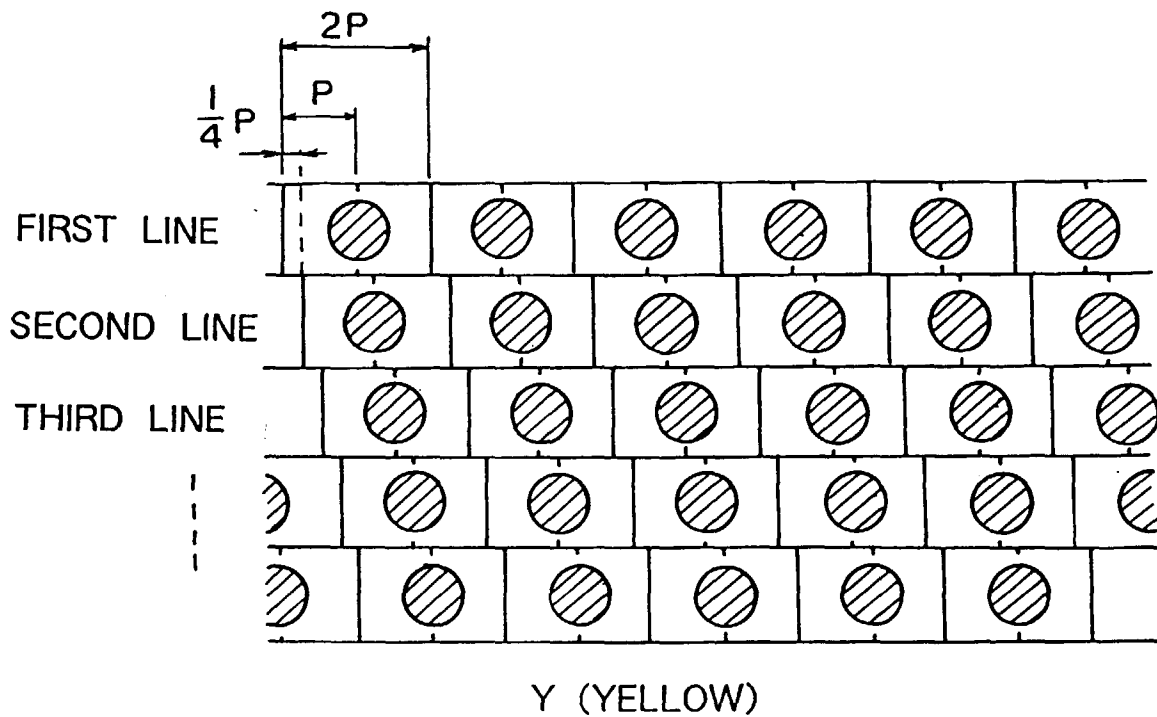 2P
P
1/4 P
FIRST LINE
SECOND LINE
THIRD LINE
Y (YELLOW)